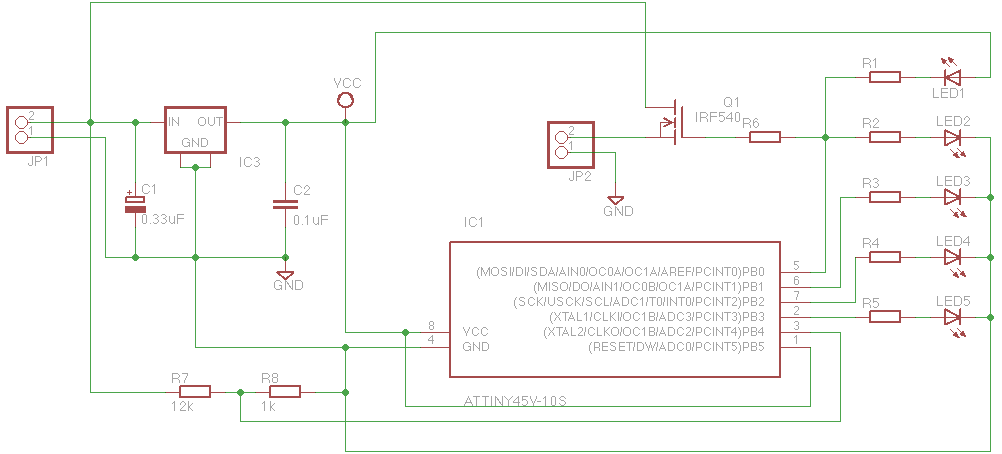 VCC
R1
LED1
Q1
IRF540
R6
R2
LED2
2
1
JP1
IN
OUT
GND
IC3
2
1
JP2
GND
R3
LED3
C1
+
0.33uF
C2
0.1uF
GND
IC1
R4
LED4
(MOSI/DI/SDA/AIN0/OC0A/OC1A/AREF/PCINT0)PB0
5
(MISO/DO/AIN1/OC0B/OC1A/PCINT1)PB1
6
(SCK/USCK/SCL/ADC1/T0/INT0/PCINT2)PB2
7
R5
LED5
(XTAL1/CLKI/OC1B/ADC3/PCINT3)PB3
2
8
VCC
(XTAL2/CLKO/OC1B/ADC2/PCINT4)PB4
3
4
GND
(RESET/DW/ADC0/PCINT5)PB5
1
R7
12k
R8
1k
ATTINY45V-10S